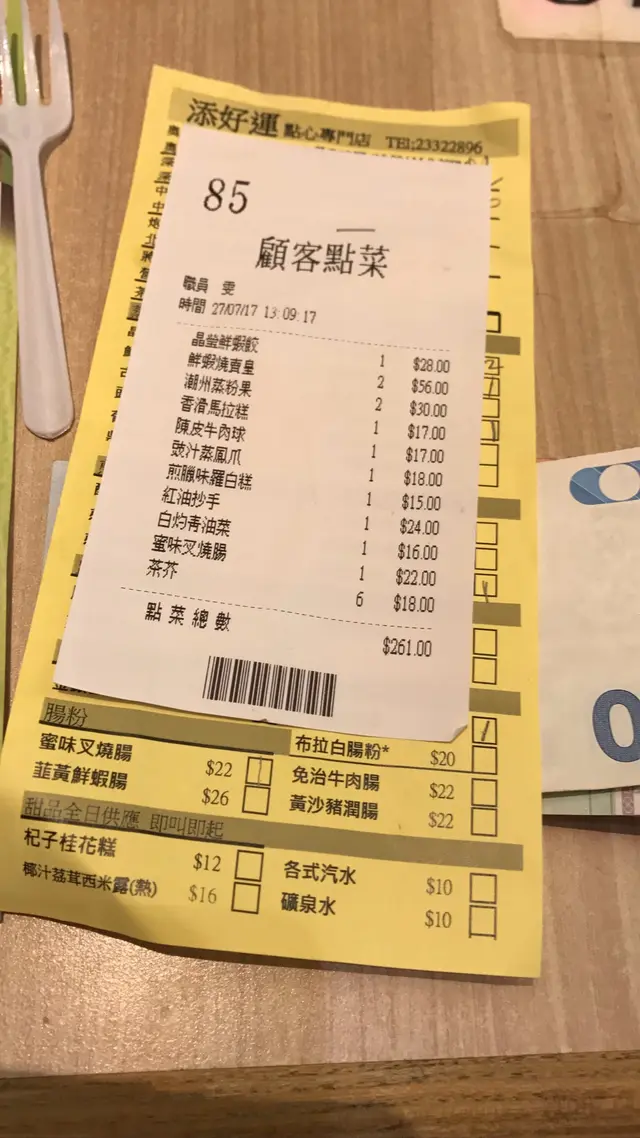 添好運 點心專門店 TEl;23322896
85
顧客點菜
職員 雯
時間 27/07/17 13:09:17
晶瑩鮮蝦餃 1 $28.00
鮮蝦燒賣皇 2 $56.00
潮州蒸粉果 2 $30.00
香滑馬拉糕 1 $17.00
陳皮牛肉球 1 $17.00
豉汁蒸鳳爪 1 $18.00
煎臘味羅白糕 1 $15.00
紅油抄手 1 $24.00
白灼青油菜 1 $16.00
蜜味叉燒腸 1 $22.00
茶芥 6 $18.00
點菜總數 $261.00
腸粉
蜜味叉燒腸 $22
布拉白腸粉* $20
韮黃鮮蝦腸 $26
免治牛肉腸 $22
黃沙豬潤腸 $22
甜品全日供應 即叫即起
杞子桂花糕 $12
各式汽水 $10
椰汁荔茸西米露(熱) $16
礦泉水 $10
0